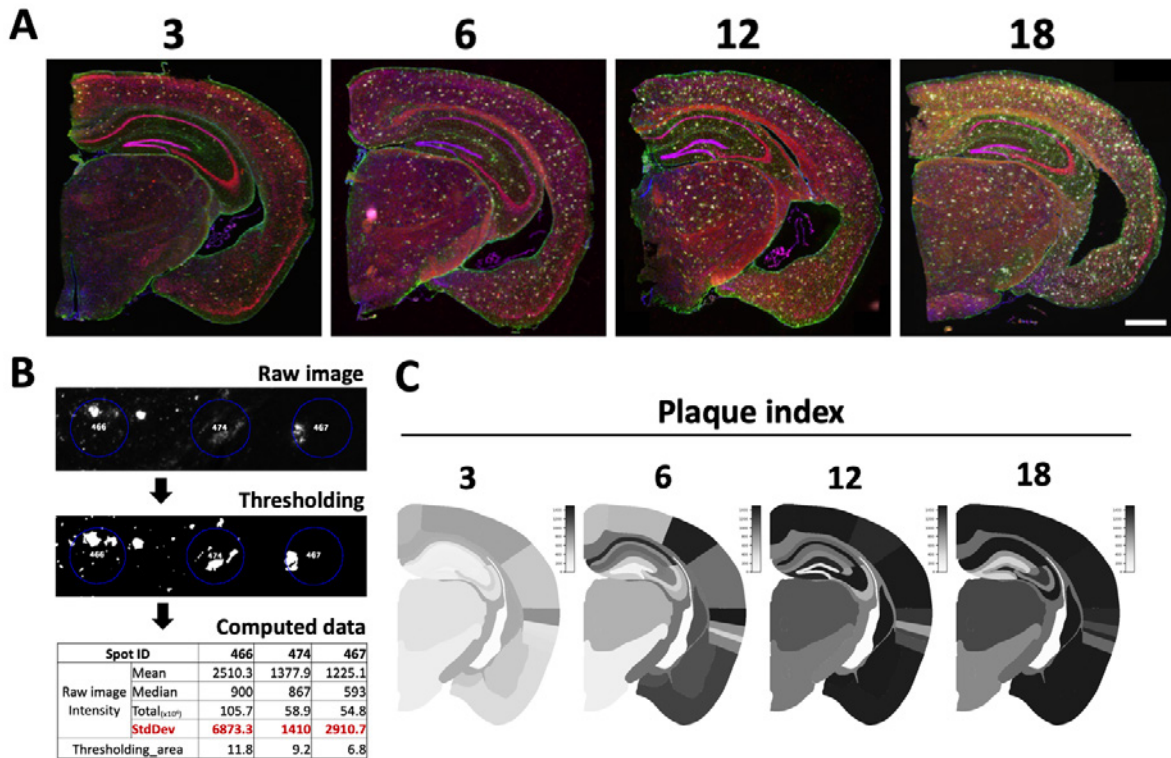 A
3 6 12 18
B
Raw image
466 474 467
Thresholding
466 474 467
Computed data
Spot ID 466 474 467
Raw image Intensity
Mean 2510.3 1377.9 1225.1
Median 900 867 593
Total(x10⁶) 105.7 58.9 54.8
StdDev 6873.3 1410 2910.7
Thresholding_area 11.8 9.2 6.8
C
Plaque index
3 6 12 18